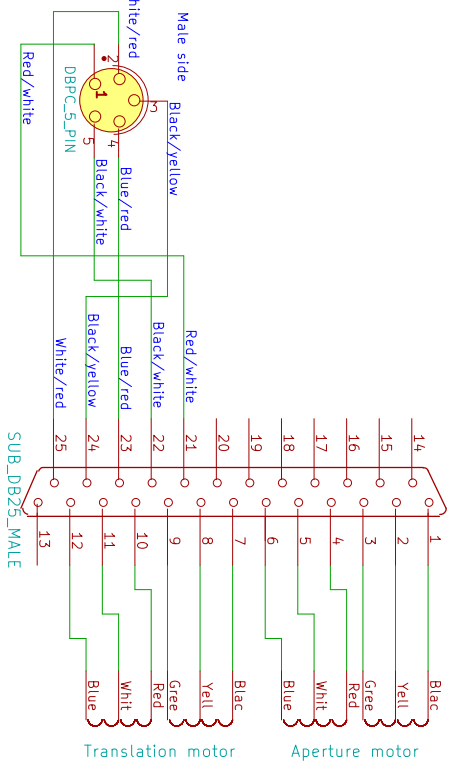 hite/red
Male side
2
1
3
4
5
DBPC_5_PIN
Red/white
Black/yellow
Blue/red
Black/white
White/red
Black/yellow
Blue/red
Black/white
Red/white
25
24
23
22
21
20
19
18
17
16
15
14
SUB_DB25_MALE
13
12
11
10
9
8
7
6
5
4
3
2
1
Blue
Whit
Red
Gree
Yell
Blac
Blue
Whit
Red
Gree
Yell
Blac
Translation motor
Aperture motor